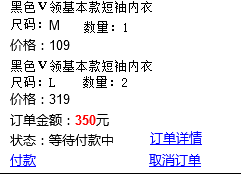 黑色V领基本款短袖内衣
尺码：M 数量：1
价格：109
黑色V领基本款短袖内衣
尺码：L 数量：2
价格：319
订单金额：350元
状态：等待付款中 订单详情
付款 取消订单